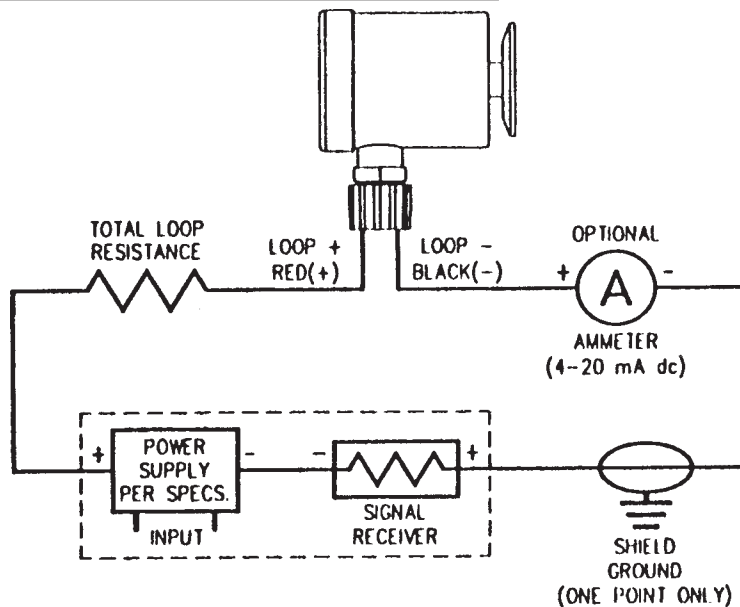 TOTAL LOOP
RESISTANCE
LOOP +
RED(+)
LOOP -
BLACK(-)
OPTIONAL
+
A
-
AMMETER
(4-20 mA dc)
+
POWER
SUPPLY
PER SPECS.
-
INPUT
-
+
SIGNAL
RECEIVER
SHIELD
GROUND
(ONE POINT ONLY)